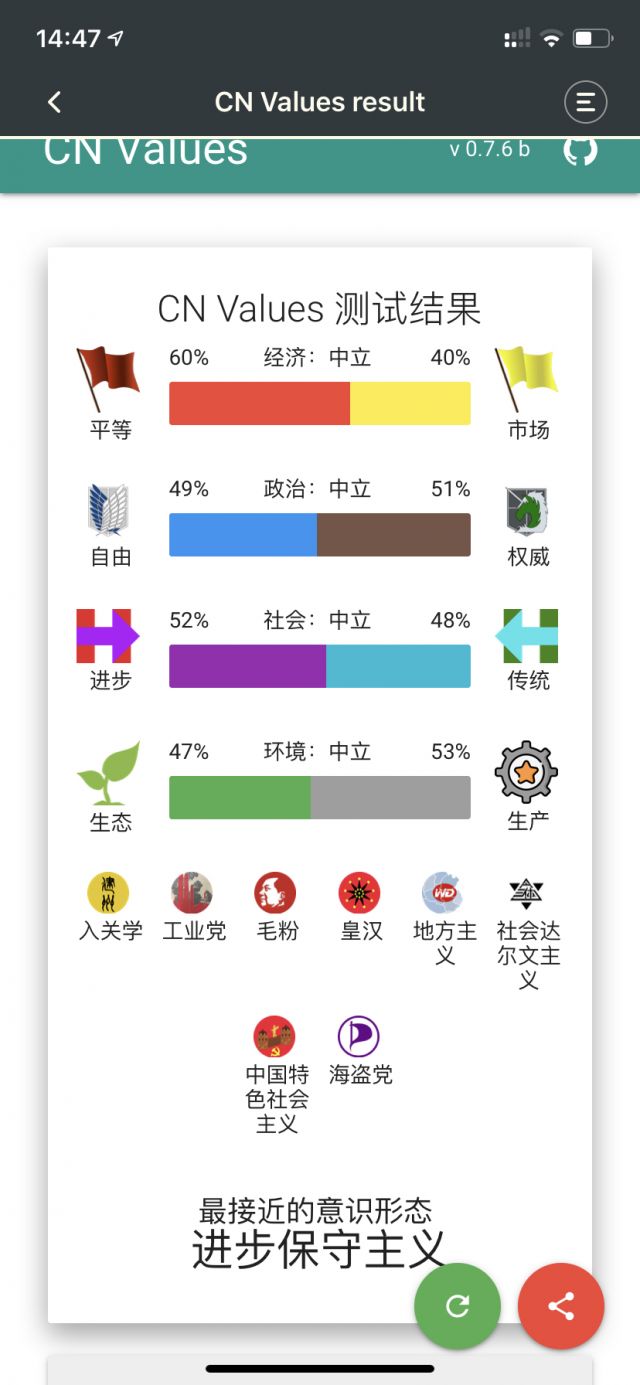 14:47
CN Values result
CN Values
v 0.7.6 b
CN Values 测试结果
60% 经济：中立 40%
平等 市场
49% 政治：中立 51%
自由 权威
52% 社会：中立 48%
进步 传统
47% 环境：中立 53%
生态 生产
WD
入关学 工业党 毛粉 皇汉 地方主 社会达
义 尔文主
义
中国特 海盗党
色社会
主义
最接近的意识形态
进步保守主义